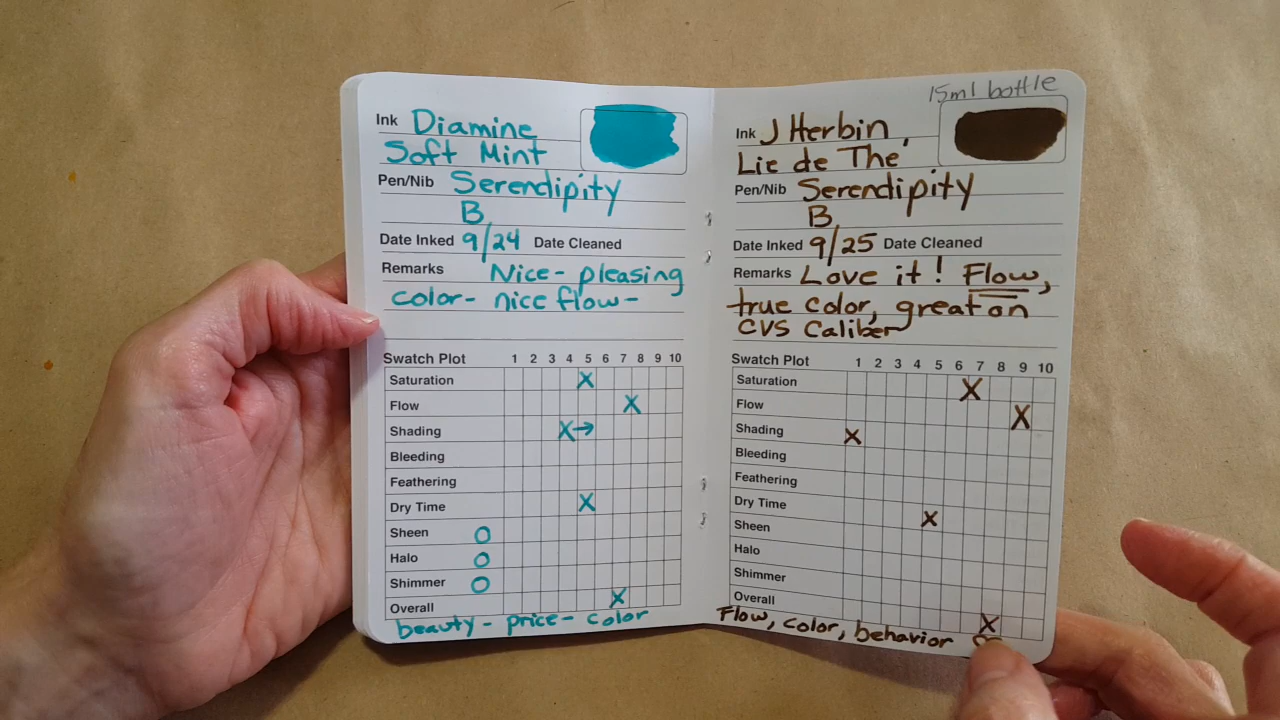 Ink Diamine
Soft Mint
Pen/Nib Serendipity
B
Date Inked 9/24 Date Cleaned
Remarks Nice- pleasing
color- nice flow-
Swatch Plot 1 2 3 4 5 6 7 8 9 10
Saturation X
Flow X
Shading X→
Bleeding
Feathering
Dry Time X
Sheen O
Halo O
Shimmer O
Overall X
beauty- price- color
15ml bottle
Ink J Herbin,
Lie de The
Pen/Nib Serendipity
B
Date Inked 9/25 Date Cleaned
Remarks Love it! Flow,
true color, great on
CVS Caliber
Swatch Plot 1 2 3 4 5 6 7 8 9 10
Saturation X
Flow X
Shading X
Bleeding
Feathering
Dry Time X
Sheen
Halo
Shimmer
Overall X
Flow, color, behavior